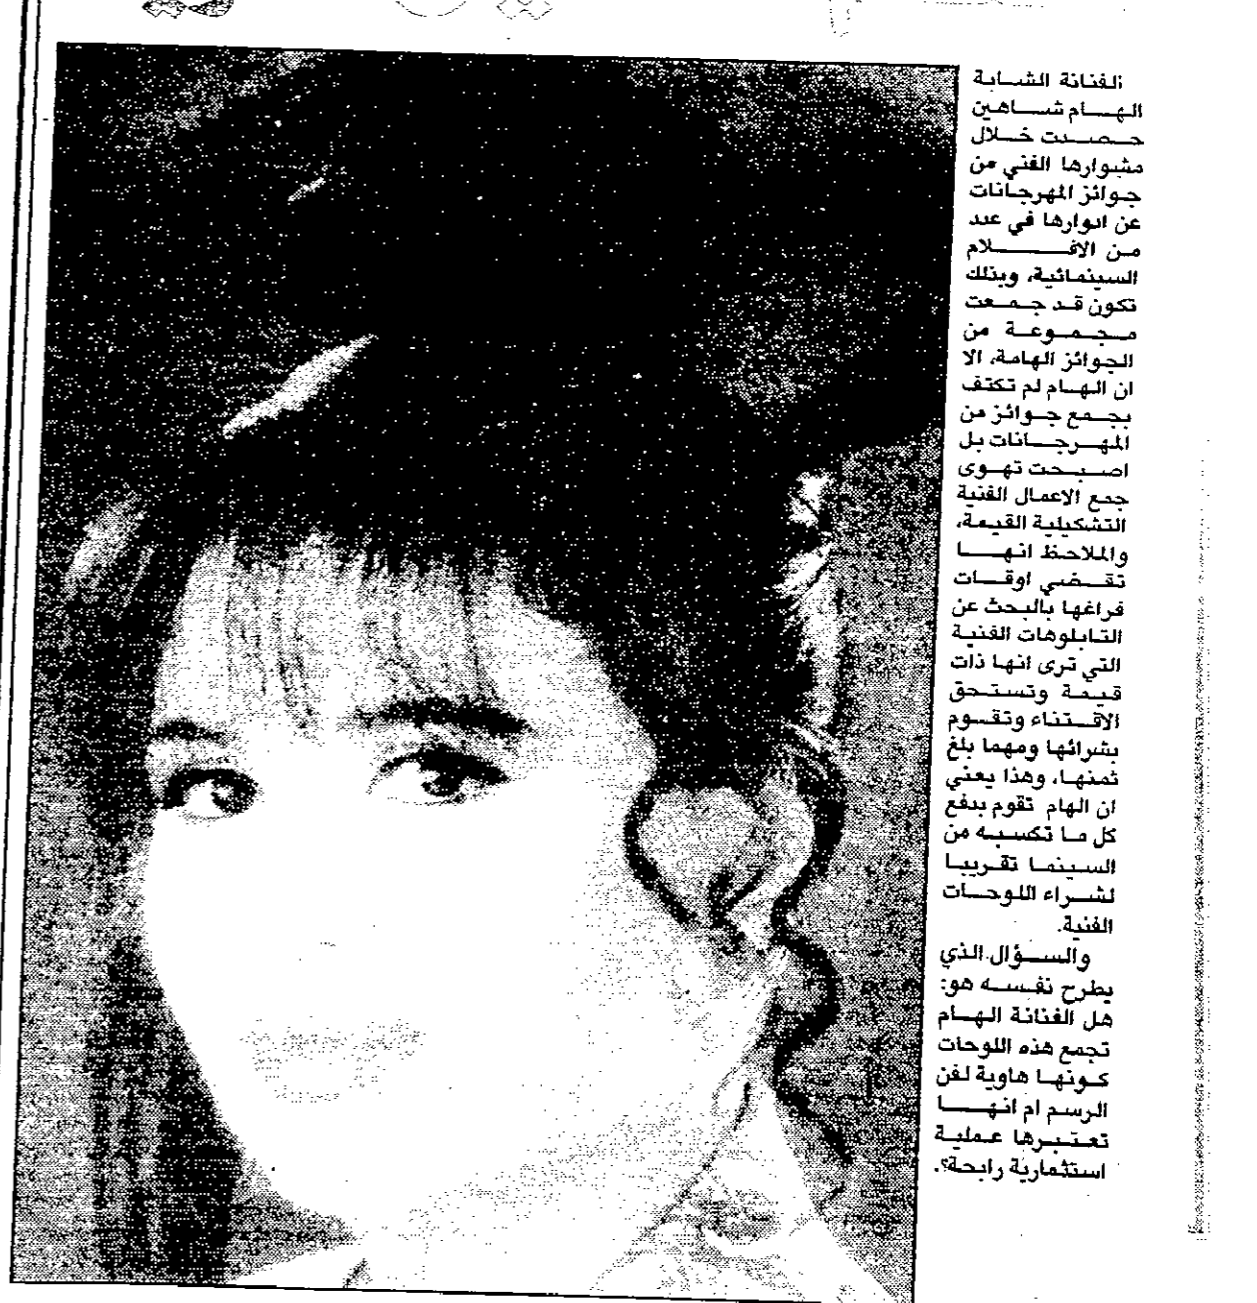 الفنانة الشابة
الهام شاهين
حصدت خلال
مشوارها الفني من
جوائز المهرجانات
عن ادوارها في عدد
من الافلام
السينمائية، وبذلك
تكون قد جمعت
مجموعة من
الجوائز الهامة، الا
ان الهام لم تكتف
بجمع جوائز من
المهرجانات بل
اصبحت تهوى
جمع الاعمال الفنية
التشكيلية القيمة،
والملاحظ انها
تقضي اوقات
فراغها بالبحث عن
التابلوهات الفنية
التي ترى انها ذات
قيمة وتستحق
الاقتناء وتقوم
بشرائها ومهما بلغ
ثمنها، وهذا يعني
ان الهام تقوم بدفع
كل ما تكسبه من
السينما تقريبا
لشراء اللوحات
الفنية.
والسؤال الذي
يطرح نفسه هو:
هل الفنانة الهام
تجمع هذه اللوحات
كونها هاوية لفن
الرسم ام انها
تعتبرها عملية
استثمارية رابحة؟.